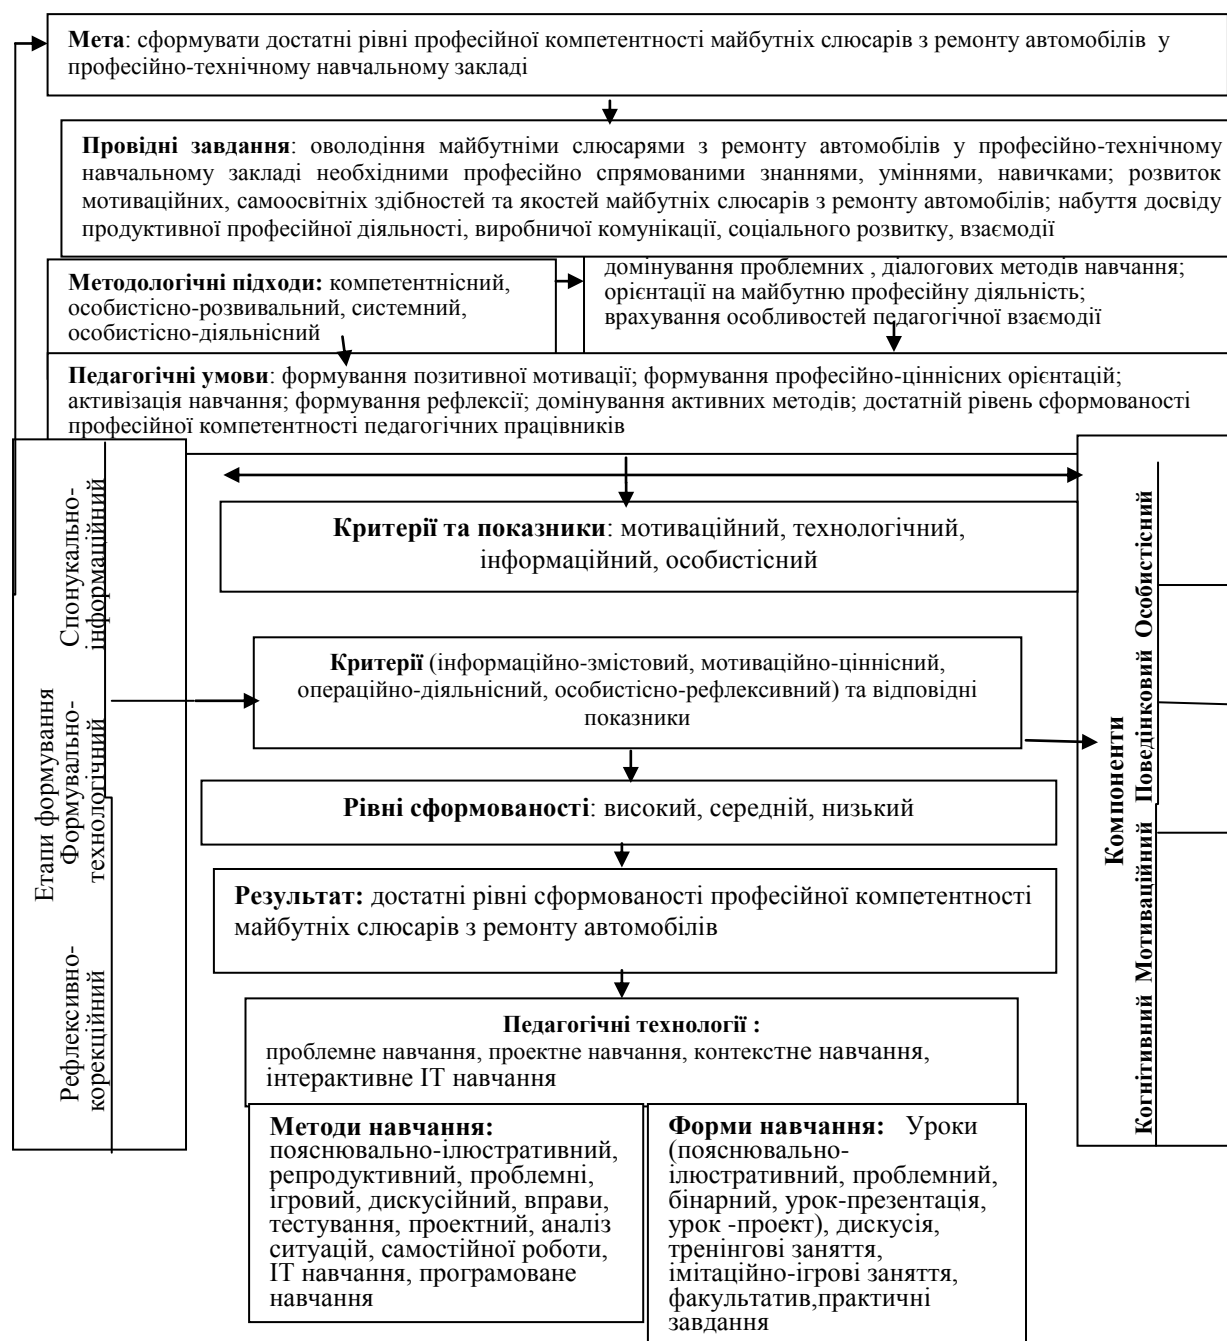 Мета: сформувати достатні рівні професійної компетентності майбутніх слюсарів з ремонту автомобілів у
професійно-технічному навчальному закладі
Провідні завдання: оволодіння майбутніми слюсарями з ремонту автомобілів у професійно-технічному
навчальному закладі необхідними професійно спрямованими знаннями, уміннями, навичками; розвиток
мотиваційних, самоосвітніх здібностей та якостей майбутніх слюсарів з ремонту автомобілів; набуття досвіду
продуктивної професійної діяльності, виробничої комунікації, соціального розвитку, взаємодії
Методологічні підходи: компетентнісний,
особистісно-розвивальний, системний,
особистісно-діяльнісний
домінування проблемних , діалогових методів навчання;
орієнтації на майбутню професійну діяльність;
врахування особливостей педагогічної взаємодії
Педагогічні умови: формування позитивної мотивації; формування професійно-ціннісних орієнтацій;
активізація навчання; формування рефлексії; домінування активних методів; достатній рівень сформованості
професійної компетентності педагогічних працівників
Етапи формування
Спонукально-
інформаційний
Формувально-
технологічний
Рефлексивно-
корекційний
Критерії та показники: мотиваційний, технологічний,
інформаційний, особистісний
Критерії (інформаційно-змістовий, мотиваційно-ціннісний,
операційно-діяльнісний, особистісно-рефлексивний) та відповідні
показники
Рівні сформованості: високий, середній, низький
Результат: достатні рівні сформованості професійної компетентності
майбутніх слюсарів з ремонту автомобілів
Компоненти
Когнітивний Мотиваційний Поведінковий Особистісний
Педагогічні технології :
проблемне навчання, проектне навчання, контекстне навчання,
інтерактивне ІТ навчання
Методи навчання:
пояснювально-ілюстративний,
репродуктивний, проблемні,
ігровий, дискусійний, вправи,
тестування, проектний, аналіз
ситуацій, самостійної роботи,
ІТ навчання, програмоване
навчання
Форми навчання: Уроки
(пояснювально-
ілюстративний, проблемний,
бінарний, урок-презентація,
урок -проект), дискусія,
тренінгові заняття,
імітаційно-ігрові заняття,
факультатив,практичні
завдання